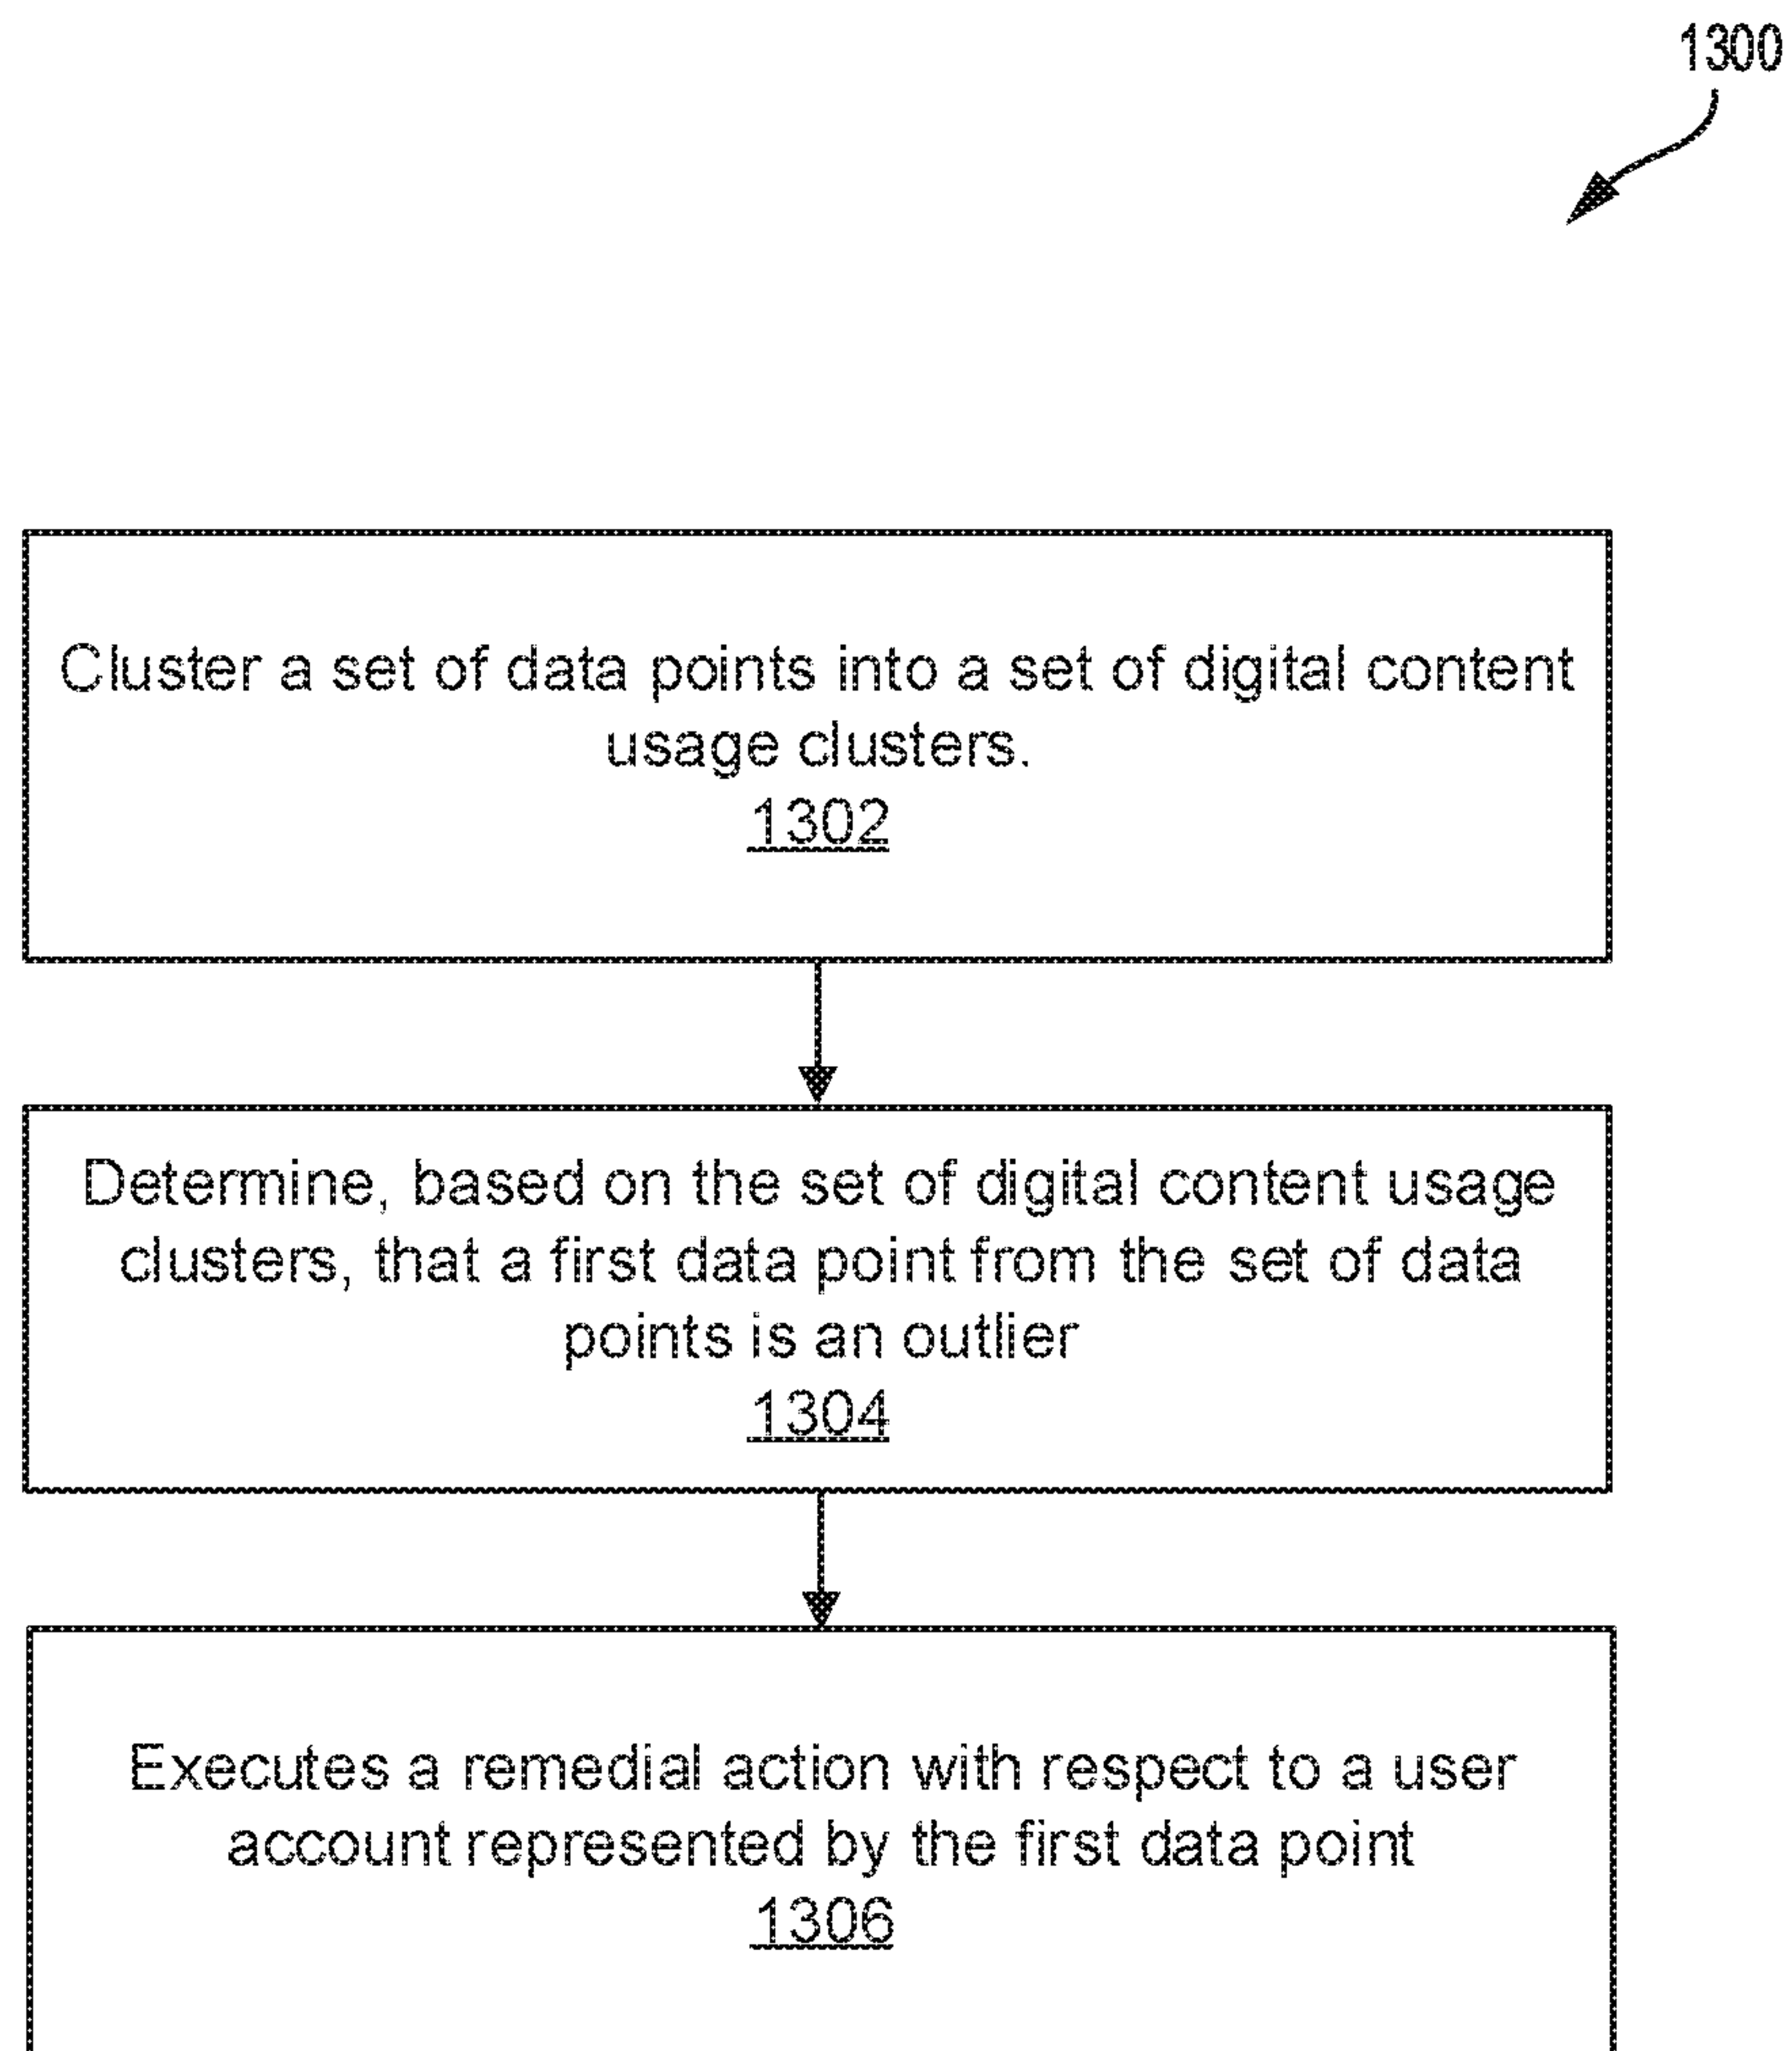 1300
Cluster a set of data points into a set of digital content
usage clusters.
1302
Determine, based on the set of digital content usage
clusters, that a first data point from the set of data
points is an outlier
1304
Executes a remedial action with respect to a user
account represented by the first data point
1306